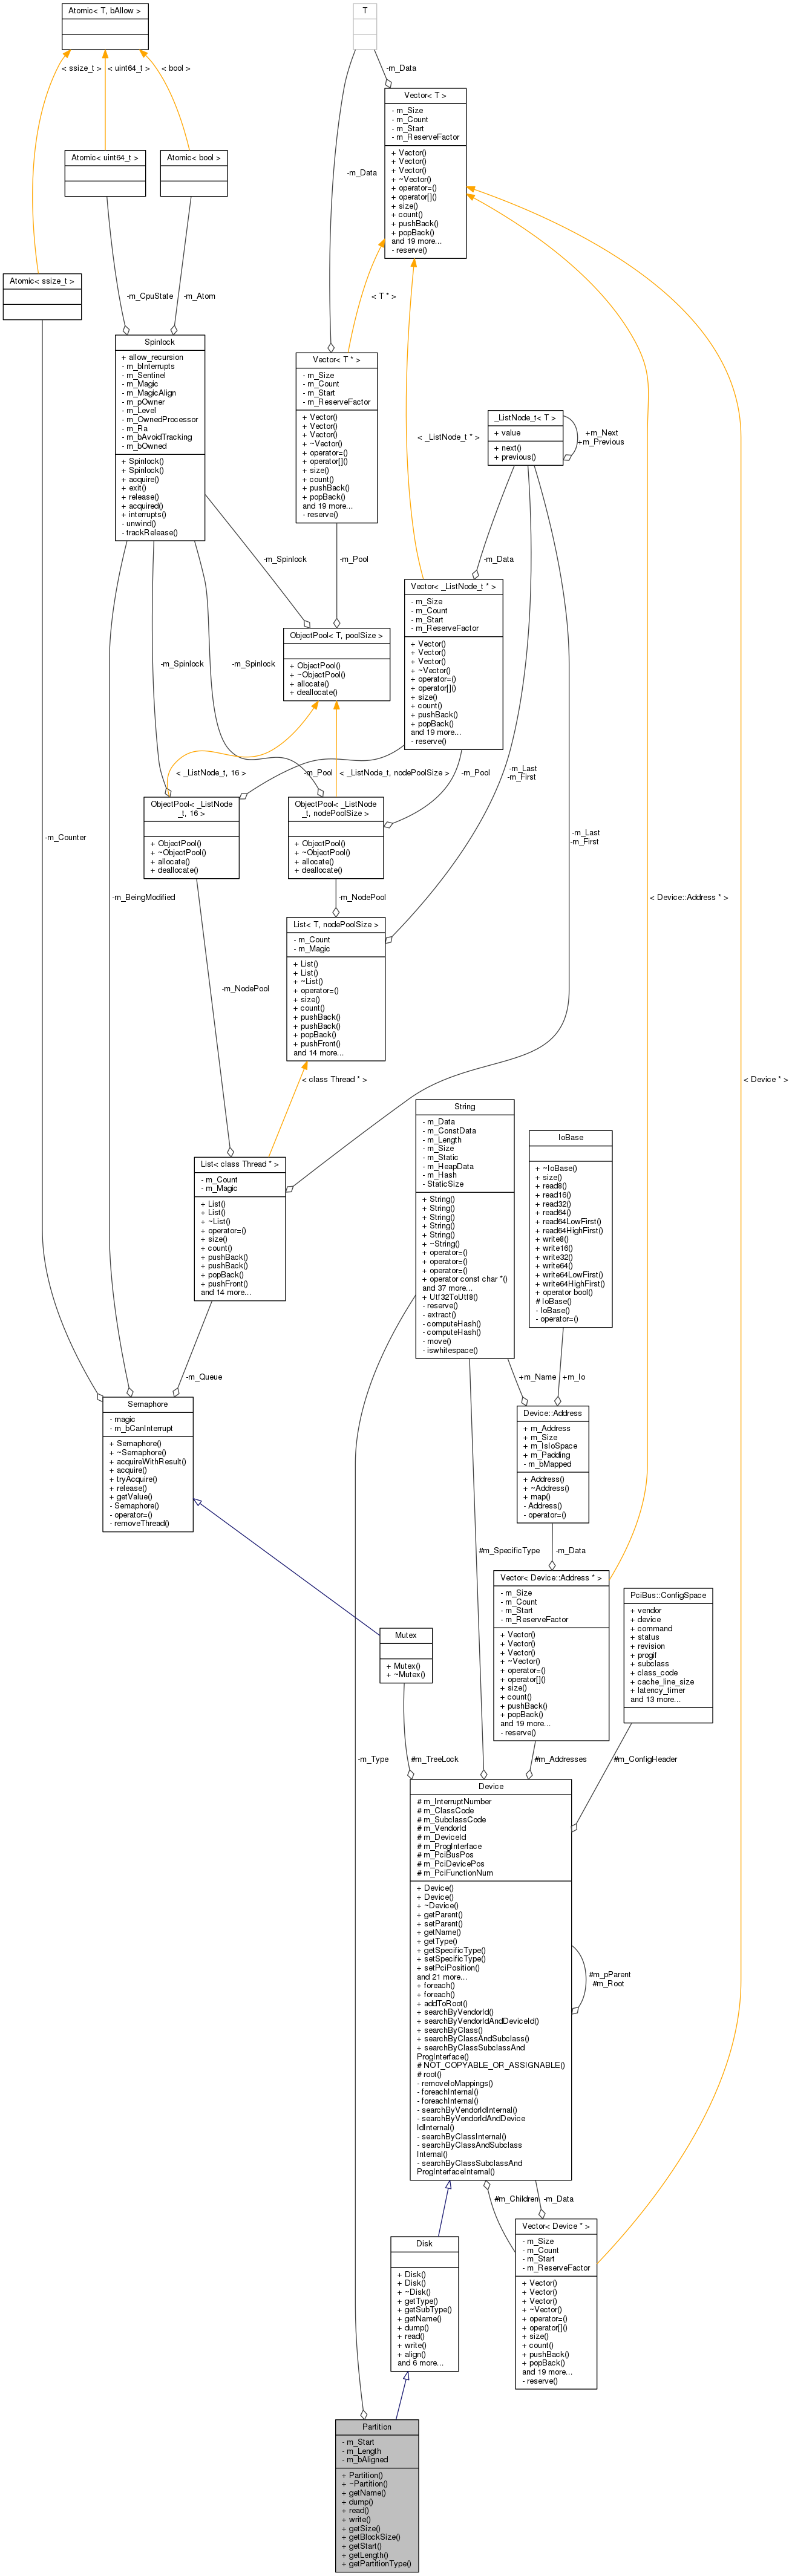 Atomic< T, bAllow >
T
< ssize_t >
< uint64_t >
< bool >
-m_Data
Vector< T >
- m_Size
- m_Count
- m_Start
- m_ReserveFactor
+ Vector()
+ Vector()
+ Vector()
+ ~Vector()
+ operator=()
+ operator[]()
+ size()
+ count()
+ pushBack()
+ popBack()
and 19 more...
- reserve()
Atomic< uint64_t >
Atomic< bool >
-m_Data
Atomic< ssize_t >
-m_CpuState
-m_Atom
< T * >
Spinlock
+ allow_recursion
- m_bInterrupts
- m_Sentinel
- m_Magic
- m_MagicAlign
- m_pOwner
- m_Level
- m_OwnedProcessor
- m_Ra
- m_bAvoidTracking
- m_bOwned
+ Spinlock()
+ Spinlock()
+ acquire()
+ exit()
+ release()
+ acquired()
+ interrupts()
- unwind()
- trackRelease()
Vector< T * >
- m_Size
- m_Count
- m_Start
- m_ReserveFactor
+ Vector()
+ Vector()
+ Vector()
+ ~Vector()
+ operator=()
+ operator[]()
+ size()
+ count()
+ pushBack()
+ popBack()
and 19 more...
- reserve()
_ListNode_t< T >
+ value
+ next()
+ previous()
+m_Next
+m_Previous
< _ListNode_t * >
-m_Spinlock
-m_Pool
-m_Data
Vector< _ListNode_t * >
- m_Size
- m_Count
- m_Start
- m_ReserveFactor
+ Vector()
+ Vector()
+ Vector()
+ ~Vector()
+ operator=()
+ operator[]()
+ size()
+ count()
+ pushBack()
+ popBack()
and 19 more...
- reserve()
ObjectPool< T, poolSize >
+ ObjectPool()
+ ~ObjectPool()
+ allocate()
+ deallocate()
-m_Spinlock
-m_Spinlock
< _ListNode_t, 16 >
-m_Pool
< _ListNode_t, nodePoolSize >
-m_Pool
-m_Last
-m_First
ObjectPool< _ListNode
_t, 16 >
+ ObjectPool()
+ ~ObjectPool()
+ allocate()
+ deallocate()
ObjectPool< _ListNode
_t, nodePoolSize >
+ ObjectPool()
+ ~ObjectPool()
+ allocate()
+ deallocate()
-m_Counter
-m_Last
-m_First
-m_BeingModified
-m_NodePool
< Device::Address * >
List< T, nodePoolSize >
- m_Count
- m_Magic
+ List()
+ List()
+ ~List()
+ operator=()
+ size()
+ count()
+ pushBack()
+ pushBack()
+ popBack()
+ pushFront()
and 14 more...
-m_NodePool
< class Thread * >
< Device * >
List< class Thread * >
- m_Count
- m_Magic
+ List()
+ List()
+ ~List()
+ operator=()
+ size()
+ count()
+ pushBack()
+ pushBack()
+ popBack()
+ pushFront()
and 14 more...
String
- m_Data
- m_ConstData
- m_Length
- m_Size
- m_Static
- m_HeapData
- m_Hash
- StaticSize
+ String()
+ String()
+ String()
+ String()
+ String()
+ ~String()
+ operator=()
+ operator=()
+ operator=()
+ operator const char *()
and 37 more...
+ Utf32ToUtf8()
- reserve()
- extract()
- computeHash()
- computeHash()
- move()
- iswhitespace()
IoBase
+ ~IoBase()
+ size()
+ read8()
+ read16()
+ read32()
+ read64()
+ read64LowFirst()
+ read64HighFirst()
+ write8()
+ write16()
+ write32()
+ write64()
+ write64LowFirst()
+ write64HighFirst()
+ operator bool()
# IoBase()
- IoBase()
- operator=()
-m_Queue
+m_Name
+m_Io
Semaphore
- magic
- m_bCanInterrupt
+ Semaphore()
+ ~Semaphore()
+ acquireWithResult()
+ acquire()
+ tryAcquire()
+ release()
+ getValue()
- Semaphore()
- operator=()
- removeThread()
Device::Address
+ m_Address
+ m_Size
+ m_IsIoSpace
+ m_Padding
- m_bMapped
+ Address()
+ ~Address()
+ map()
- Address()
- operator=()
#m_SpecificType
-m_Data
Vector< Device::Address * >
- m_Size
- m_Count
- m_Start
- m_ReserveFactor
+ Vector()
+ Vector()
+ Vector()
+ ~Vector()
+ operator=()
+ operator[]()
+ size()
+ count()
+ pushBack()
+ popBack()
and 19 more...
- reserve()
PciBus::ConfigSpace
+ vendor
+ device
+ command
+ status
+ revision
+ progif
+ subclass
+ class_code
+ cache_line_size
+ latency_timer
and 13 more...
Mutex
+ Mutex()
+ ~Mutex()
-m_Type
#m_TreeLock
#m_Addresses
#m_ConfigHeader
Device
# m_InterruptNumber
# m_ClassCode
# m_SubclassCode
# m_VendorId
# m_DeviceId
# m_ProgInterface
# m_PciBusPos
# m_PciDevicePos
# m_PciFunctionNum
+ Device()
+ Device()
+ ~Device()
+ getParent()
+ setParent()
+ getName()
+ getType()
+ getSpecificType()
+ setSpecificType()
+ setPciPosition()
and 21 more...
+ foreach()
+ foreach()
+ addToRoot()
+ searchByVendorId()
+ searchByVendorIdAndDeviceId()
+ searchByClass()
+ searchByClassAndSubclass()
+ searchByClassSubclassAnd
ProgInterface()
# NOT_COPYABLE_OR_ASSIGNABLE()
# root()
- removeIoMappings()
- foreachInternal()
- foreachInternal()
- searchByVendorIdInternal()
- searchByVendorIdAndDevice
IdInternal()
- searchByClassInternal()
- searchByClassAndSubclass
Internal()
- searchByClassSubclassAnd
ProgInterfaceInternal()
#m_pParent
#m_Root
#m_Children
-m_Data
Disk
+ Disk()
+ Disk()
+ ~Disk()
+ getType()
+ getSubType()
+ getName()
+ dump()
+ read()
+ write()
+ align()
and 6 more...
Vector< Device * >
- m_Size
- m_Count
- m_Start
- m_ReserveFactor
+ Vector()
+ Vector()
+ Vector()
+ ~Vector()
+ operator=()
+ operator[]()
+ size()
+ count()
+ pushBack()
+ popBack()
and 19 more...
- reserve()
Partition
- m_Start
- m_Length
- m_bAligned
+ Partition()
+ ~Partition()
+ getName()
+ dump()
+ read()
+ write()
+ getSize()
+ getBlockSize()
+ getStart()
+ getLength()
+ getPartitionType()